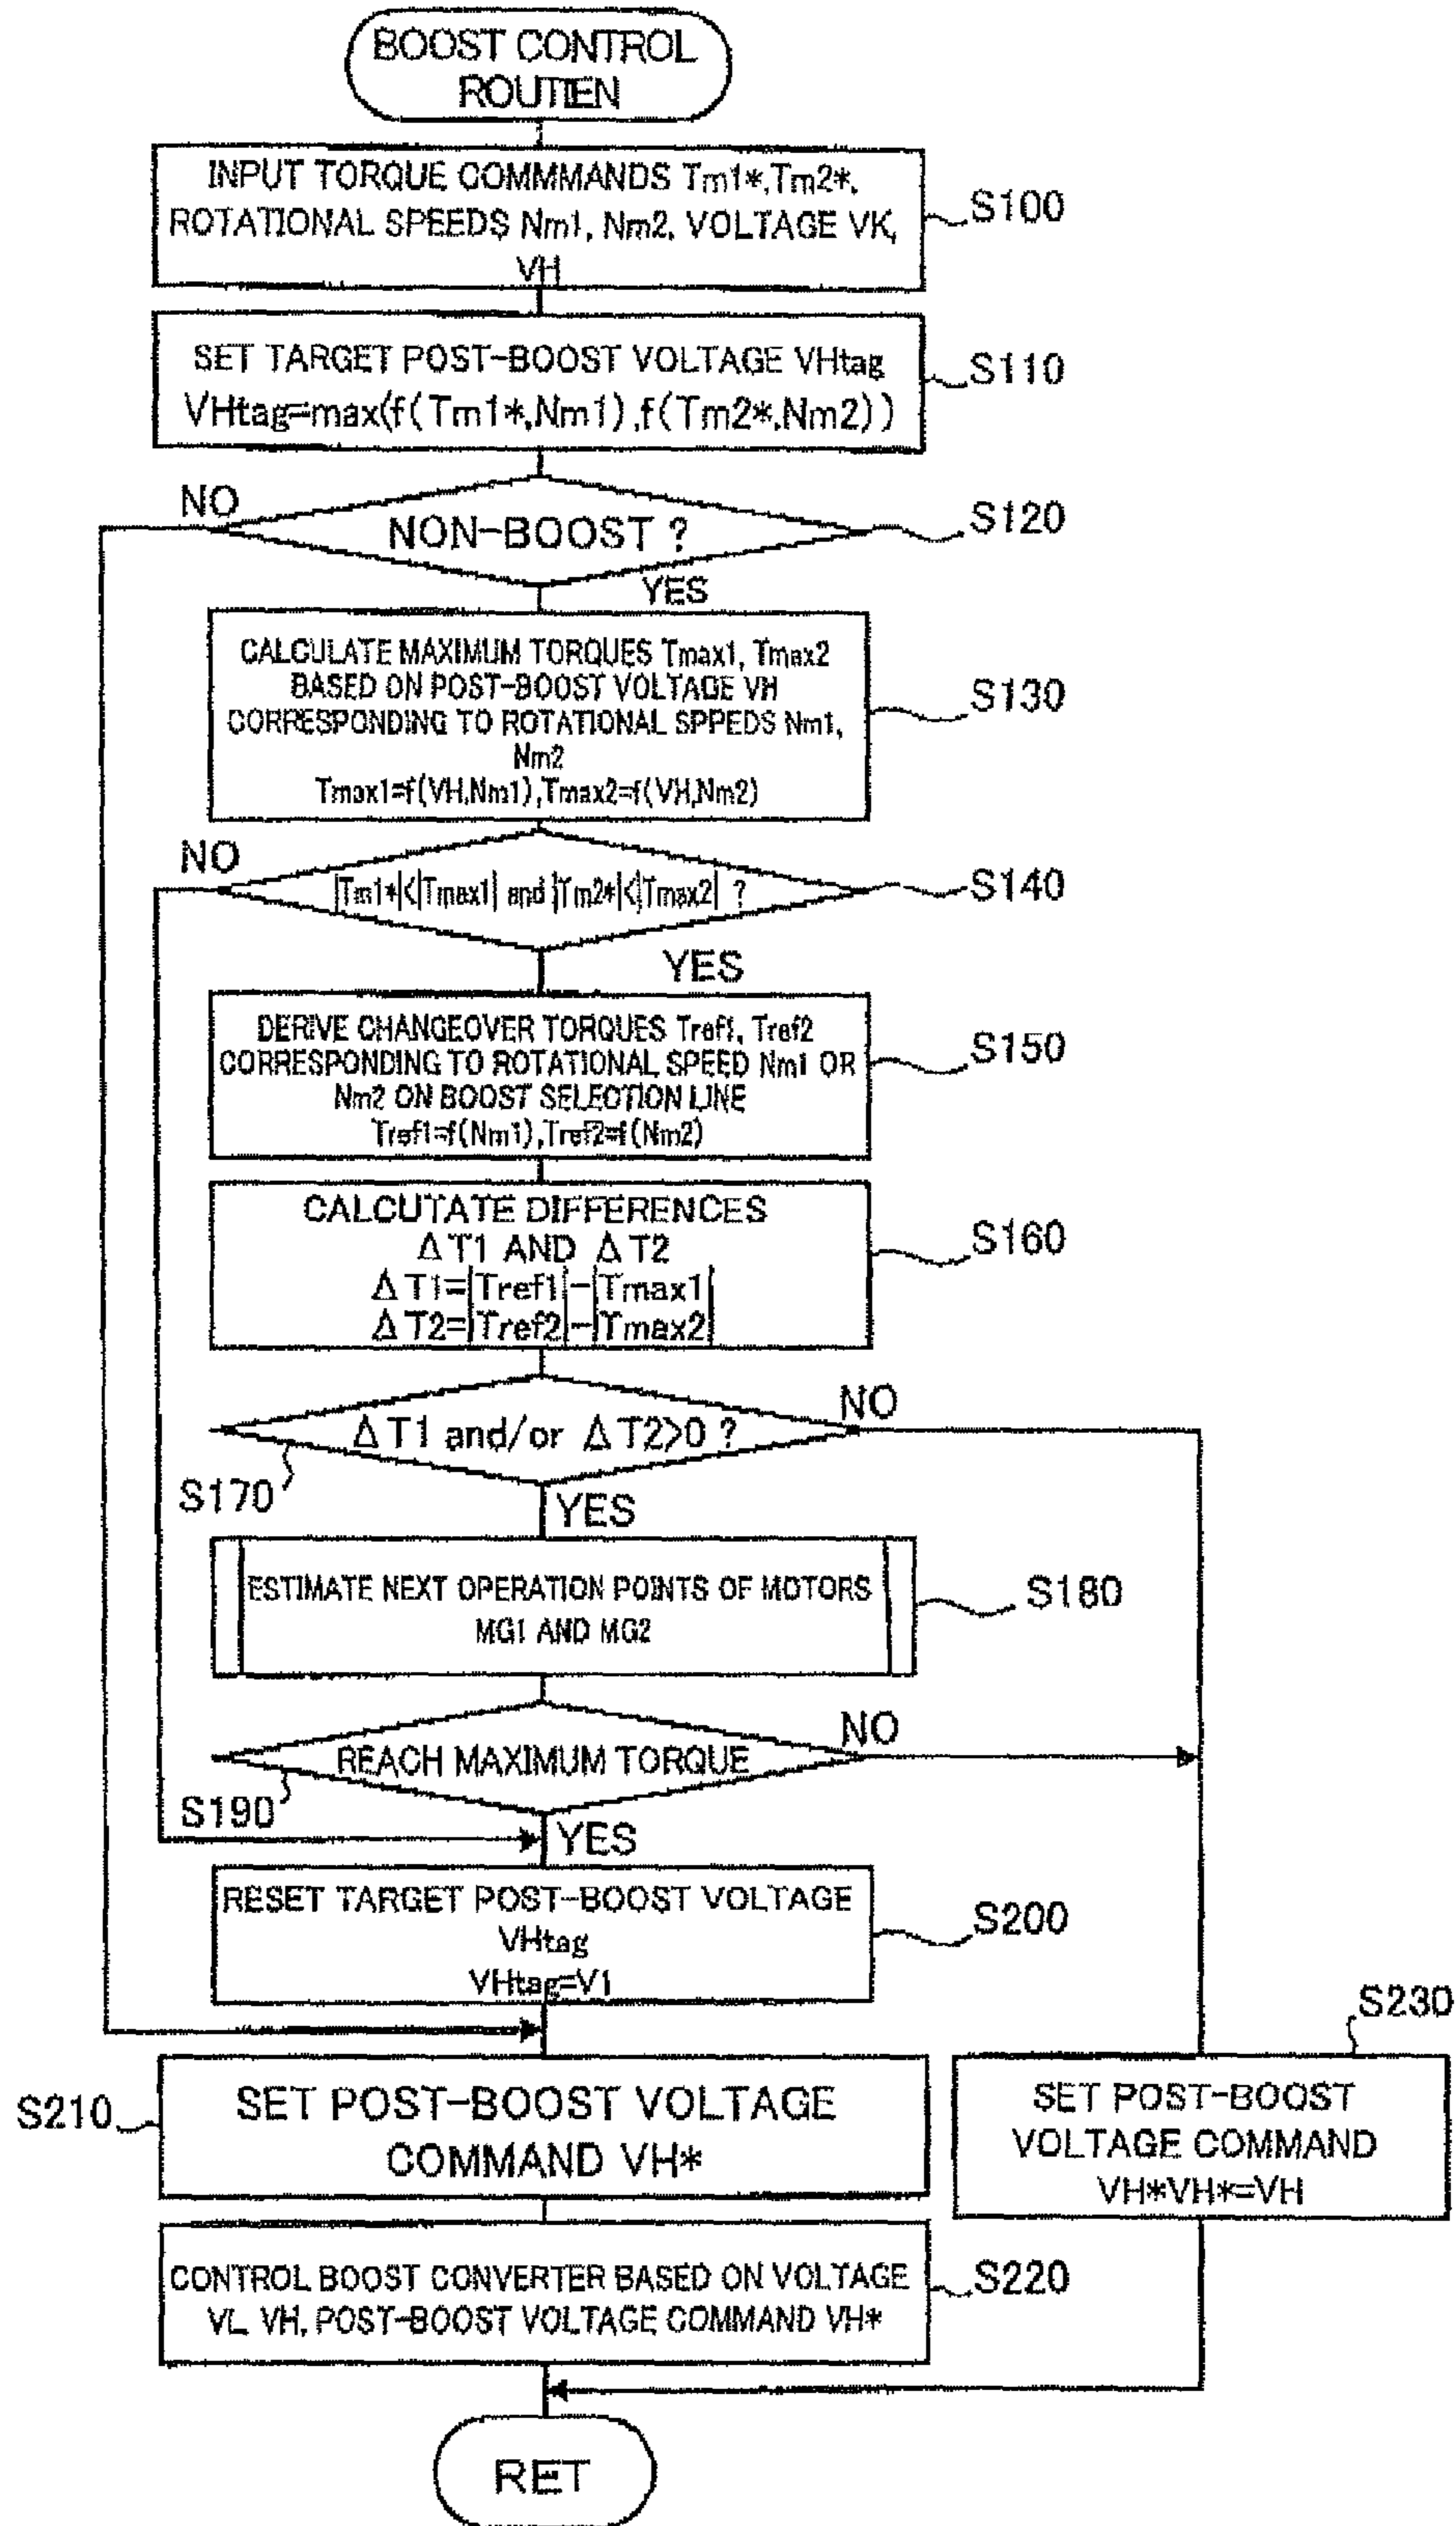 BOOST CONTROL
ROUTIEN
INPUT TORQUE COMMMANDS Tm1*,Tm2*,
ROTATIONAL SPEEDS Nm1, Nm2, VOLTAGE VK,
VH
S100
SET TARGET POST-BOOST VOLTAGE VHtag
VHtag=max(f(Tm1*,Nm1),f(Tm2*,Nm2))
S110
NO
NON-BOOST ?
S120
YES
CALCULATE MAXIMUM TORQUES Tmax1, Tmax2
BASED ON POST-BOOST VOLTAGE VH
CORRESPONDING TO ROTATIONAL SPPEDS Nm1,
Nm2
Tmax1=f(VH,Nm1),Tmax2=f(VH,Nm2)
S130
NO
|Tm1*|<|Tmax1| and |Tm2*|<|Tmax2| ?
S140
YES
DERIVE CHANGEOVER TORQUES Tref1, Tref2
CORRESPONDING TO ROTATIONAL SPEED Nm1 OR
Nm2 ON BOOST SELECTION LINE
Tref1=f(Nm1),Tref2=f(Nm2)
S150
CALCUTATE DIFFERENCES
ΔT1 AND ΔT2
ΔT1=|Tref1|-|Tmax1|
ΔT2=|Tref2|-|Tmax2|
S160
ΔT1 and/or ΔT2>0 ?
NO
S170
YES
ESTIMATE NEXT OPERATION POINTS OF MOTORS
MG1 AND MG2
S180
REACH MAXIMUM TORQUE
NO
S190
YES
RESET TARGET POST-BOOST VOLTAGE
VHtag
VHtag=V1
S200
S210
SET POST-BOOST VOLTAGE
COMMAND VH*
S230
SET POST-BOOST
VOLTAGE COMMAND
VH*VH*=VH
CONTROL BOOST CONVERTER BASED ON VOLTAGE
VL VH, POST-BOOST VOLTAGE COMMAND VH*
S220
RET